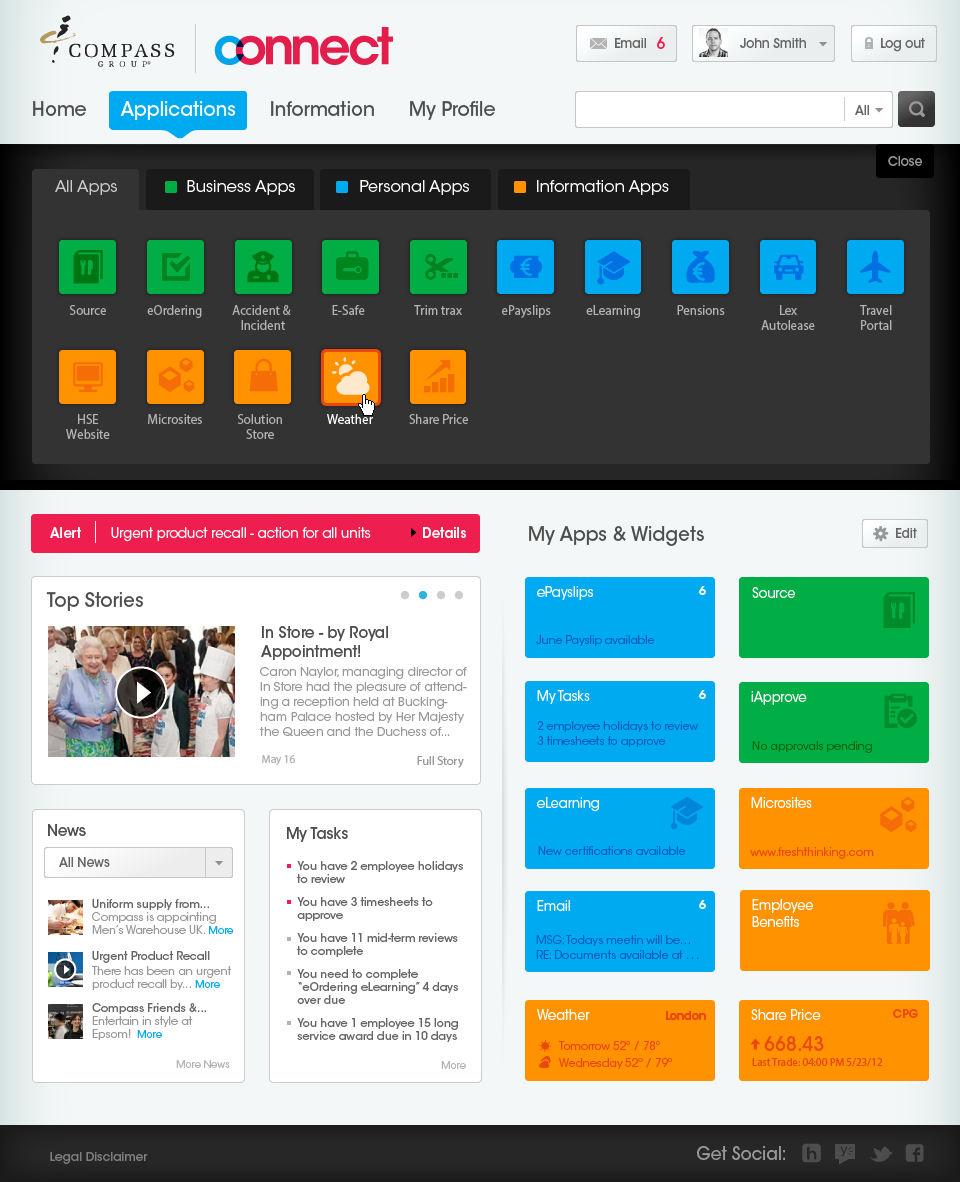 COMPASS
GROUP
connect
Email 6
John Smith
Log out
Home
Applications
Information
My Profile
All
Close
All Apps
Business Apps
Personal Apps
Information Apps
Source
eOrdering
Accident &
Incident
E-Safe
Trim trax
ePayslips
eLearning
Pensions
Lex
Autolease
Travel
Portal
HSE
Website
Microsites
Solution
Store
Weather
Share Price
Alert
Urgent product recall - action for all units
Details
Top Stories
In Store - by Royal
Appointment!
Caron Naylor, managing director of
In Store had the pleasure of attend-
ing a reception held at Bucking-
ham Palace hosted by Her Majesty
the Queen and the Duchess of...
May 16
Full Story
News
All News
Uniform supply from...
Compass is appointing
Men's Warehouse UK. More
Urgent Product Recall
There has been an urgent
product recall by... More
Compass Friends &...
Entertain in style at
Epsom! More
More News
My Tasks
You have 2 employee holidays
to review
You have 3 timesheets to
approve
You have 11 mid-term reviews
to complete
You need to complete
"eOrdering eLearning" 4 days
over due
You have 1 employee 15 long
service award due in 10 days
More
My Apps & Widgets
Edit
ePayslips 6
June Payslip available
Source
My Tasks 6
2 employee holidays to review
3 timesheets to approve
iApprove
No approvals pending
eLearning
New certifications available
Microsites
www.freshthinking.com
Email 6
MSG: Todays meetin will be...
RE: Documents available at ...
Employee
Benefits
Weather London
Tomorrow 52° / 78°
Wednesday 52° / 79°
Share Price CPG
668.43
Last Trade: 04:00 PM 5/23/12
Legal Disclaimer
Get Social: